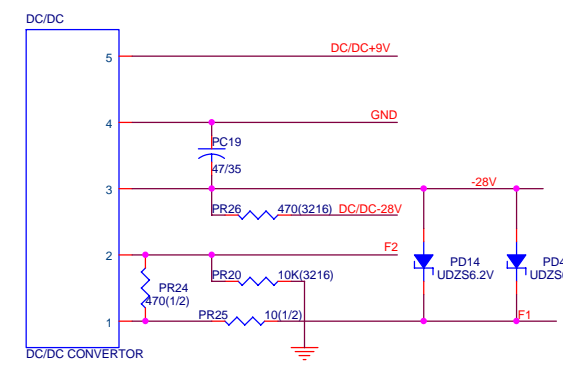 DC/DC
5
DC/DC+9V
4
GND
PC19
47/35
3
-28V
PR26 470(3216) DC/DC-28V
2
F2
PR20 10K(3216)
PD14
UDZS6.2V
PR24
470(1/2)
PR25 10(1/2)
1
F1
DC/DC CONVERTOR